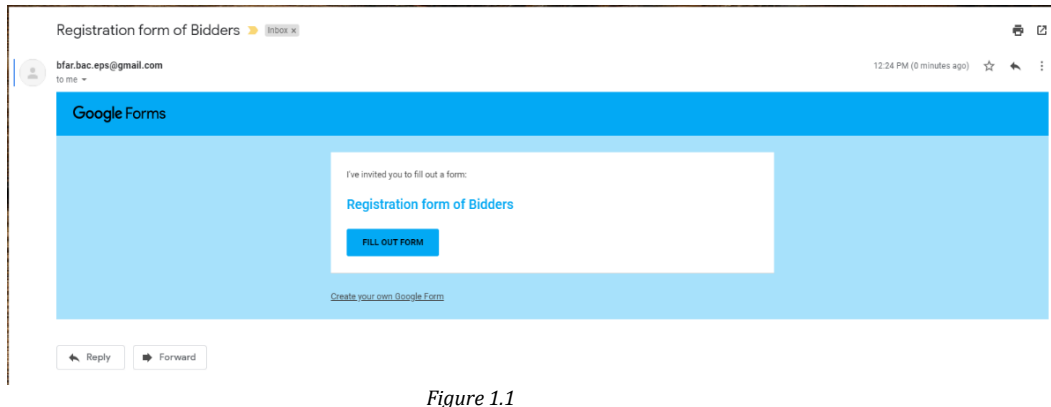 Registration form of Bidders Inbox x
bfar.bac.eps@gmail.com 12:24 PM (0 minutes ago)
to me
Google Forms
I've invited you to fill out a form:
Registration form of Bidders
FILL OUT FORM
Create your own Google Form
Reply Forward
Figure 1.1